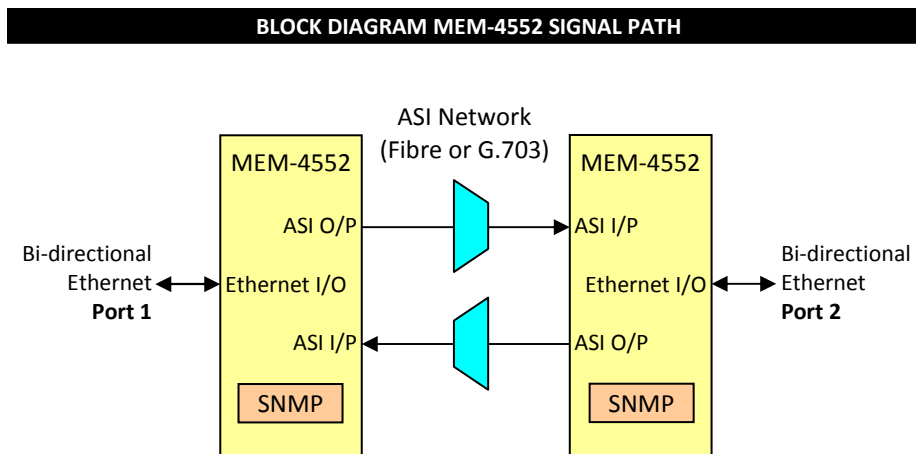 BLOCK DIAGRAM MEM-4552 SIGNAL PATH
ASI Network
(Fibre or G.703)
MEM-4552
ASI O/P
Bi-directional
Ethernet
Port 1
Ethernet I/O
ASI I/P
SNMP
MEM-4552
ASI I/P
Ethernet I/O
Bi-directional
Ethernet
Port 2
ASI O/P
SNMP